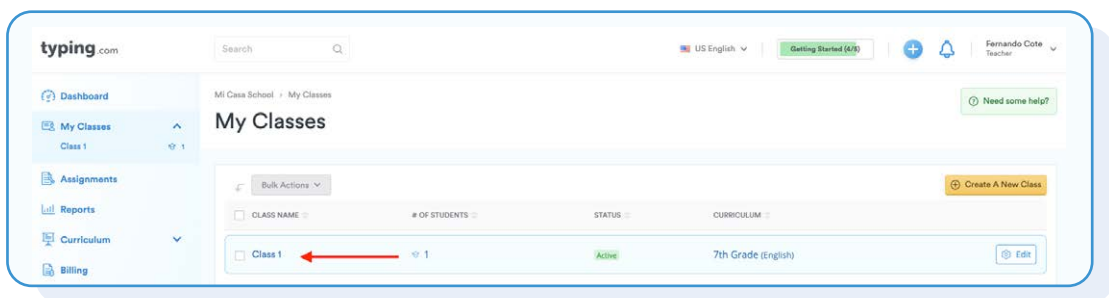 typing.com
Search
US English
Getting Started (4/5)
Fernando Cote
Teacher
Dashboard
My Classes
Class 1
1
Assignments
Reports
Curriculum
Billing
Mi Casa School › My Classes
My Classes
Need some help?
Bulk Actions
Create A New Class
CLASS NAME # OF STUDENTS STATUS CURRICULUM
Class 1 1 Active 7th Grade (English) Edit